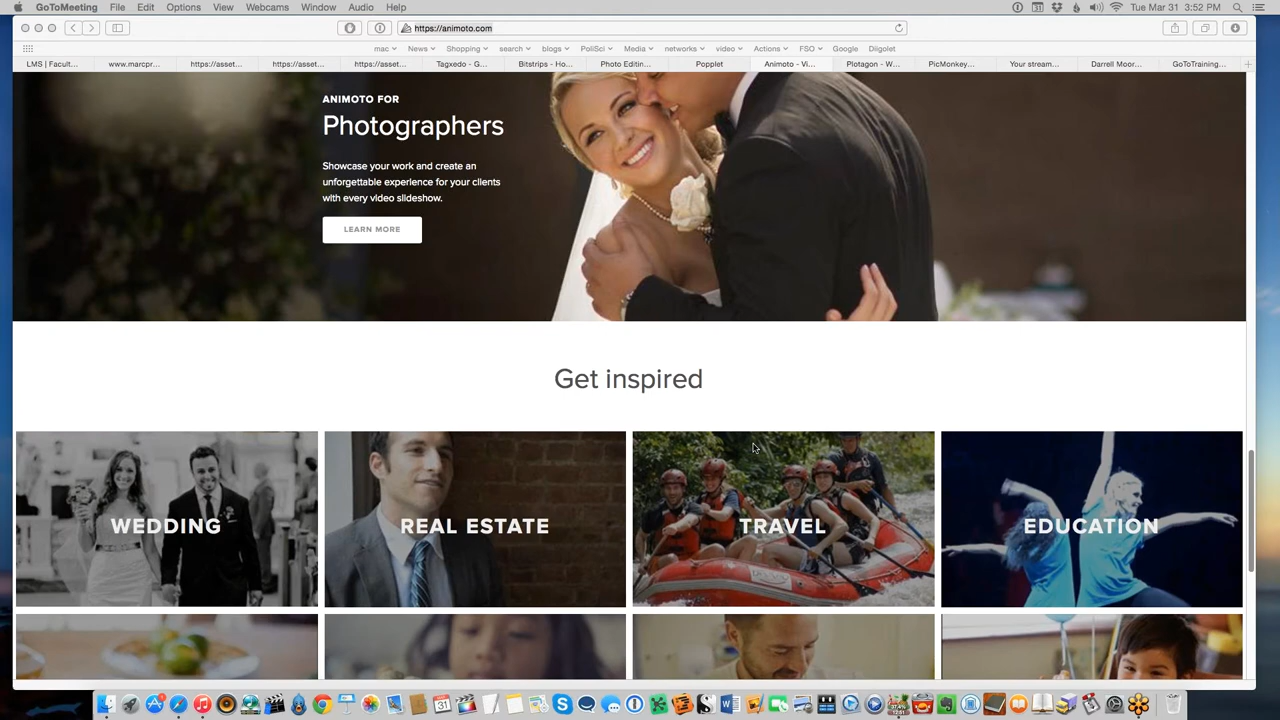 GoToMeeting File Edit Options View Webcams Window Audio Help Tue Mar 31 3:52 PM
https://animoto.com
mac News Shopping search blogs PoliSci Media networks video Actions FSO Google Diigolet
LMS | Facult... www.marcpr... https://asset... https://asset... https://asset... Tagxedo - G... Bitstrips - Ho... Photo Editin... Popplet Animoto - Vi... Plotagon - W... PicMonkey... Your stream... Darrell Moor... GoToTraining...
ANIMOTO FOR
Photographers
Showcase your work and create an
unforgettable experience for your clients
with every video slideshow.
LEARN MORE
Get inspired
WEDDING REAL ESTATE TRAVEL EDUCATION